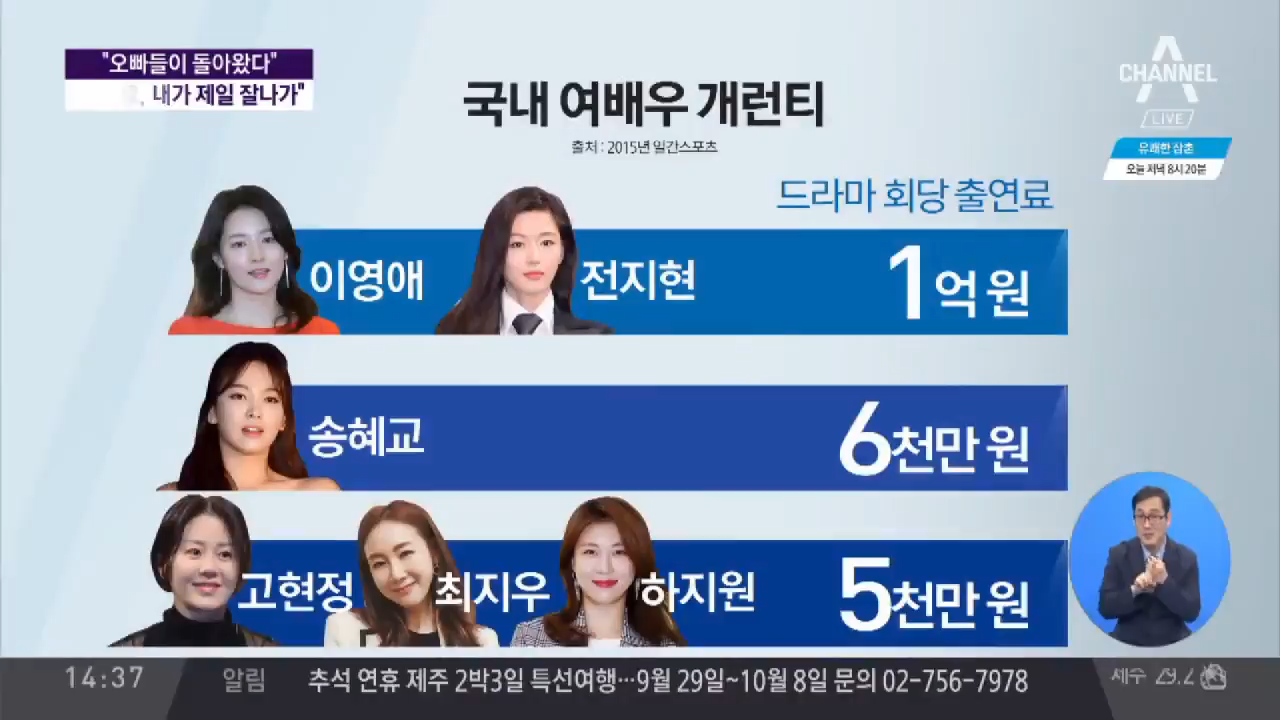 "오빠들이 돌아왔다"
, 내가 제일 잘나가"
국내 여배우 개런티
출처 : 2015년 일간스포츠
CHANNEL A
LIVE
유쾌한 삼촌
오늘 저녁 8시 20분
드라마 회당 출연료
이영애 전지현 1억 원
송혜교 6천만 원
고현정 최지우 하지원 5천만 원
14:37 알림 추석 연휴 제주 2박3일 특선여행…9월 29일~10월 8일 문의 02-756-7978